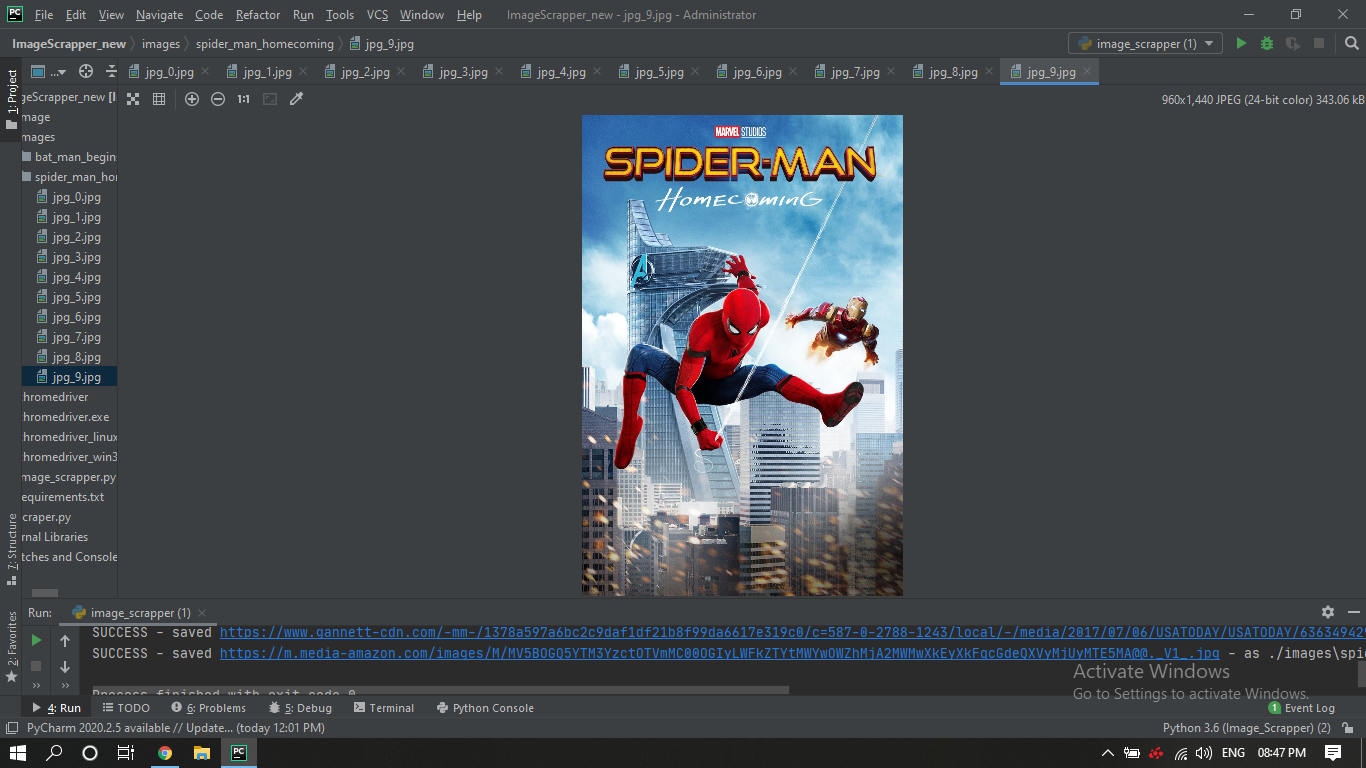 File Edit View Navigate Code Refactor Run Tools VCS Window Help ImageScrapper_new - jpg_9.jpg - Administrator
ImageScrapper_new images spider_man_homecoming jpg_9.jpg image_scrapper (1)
1: Project ... jpg_0.jpg jpg_1.jpg jpg_2.jpg jpg_3.jpg jpg_4.jpg jpg_5.jpg jpg_6.jpg jpg_7.jpg jpg_8.jpg jpg_9.jpg
1:1 960x1,440 JPEG (24-bit color) 343.06 kB
geScrapper_new [I
mage
mages
bat_man_begin
spider_man_ho
jpg_0.jpg
jpg_1.jpg
jpg_2.jpg
jpg_3.jpg
jpg_4.jpg
jpg_5.jpg
jpg_6.jpg
jpg_7.jpg
jpg_8.jpg
jpg_9.jpg
hromedriver
hromedriver.exe
hromedriver_linux
hromedriver_win3
mage_scrapper.py
equirements.txt
craper.py
rnal Libraries
tches and Console
MARVEL STUDIOS
SPIDER-MAN
HOMECOMING
A
7: Structure
2: Favorites
Run: image_scrapper (1)
SUCCESS - saved https://www.gannett-cdn.com/-mm-/1378a597a6bc2c9daf1df21b8f99da6617e319c0/c=587-0-2788-1243/local/-/media/2017/07/06/USATODAY/USATODAY/636349429
SUCCESS - saved https://m.media-amazon.com/images/M/MV5BOGQ5YTM3YzctOTVmMC00OGIyLWFkZTYtMWYwOWZhMjA2MWMwXkEyXkFqcGdeQXVyMjUyMTE5MA@@._V1_.jpg - as ./images\spi
Process finished with exit code 0
Activate Windows
Go to Settings to activate Windows.
4: Run TODO 6: Problems 5: Debug Terminal Python Console 1 Event Log
PyCharm 2020.2.5 available // Update... (today 12:01 PM) Python 3.6 (Image_Scrapper) (2)
PC ENG 08:47 PM